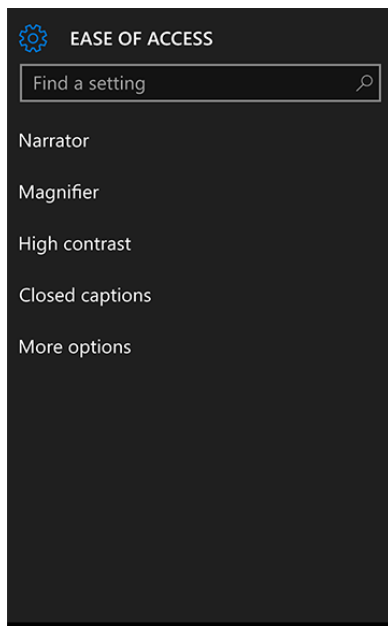 EASE OF ACCESS
Find a setting
Narrator
Magnifier
High contrast
Closed captions
More options